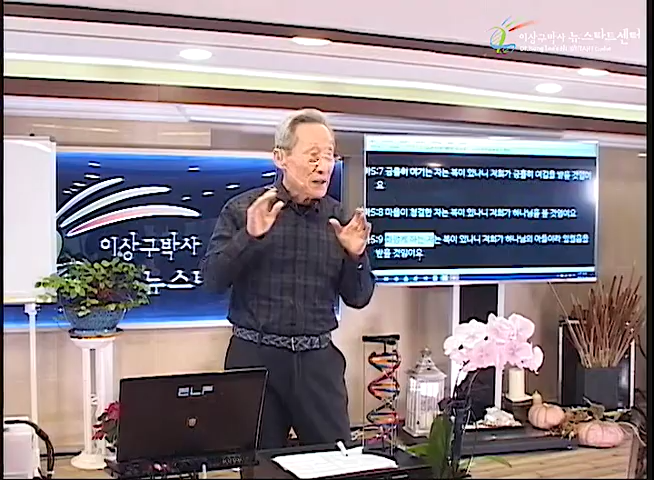 이상구박사 뉴스타트센터
마5:7 긍휼히 여기는 자는 복이 있나니 저희가 긍휼히 여김을 받을 것임이
요
마5:8 마음이 청결한 자는 복이 있나니 저희가 하나님을 볼 것임이요
마5:9 화평케 하는 자는 복이 있나니 저희가 하나님의 아들이라 일컬음을
받을 것임이요
이상구박사
뉴스